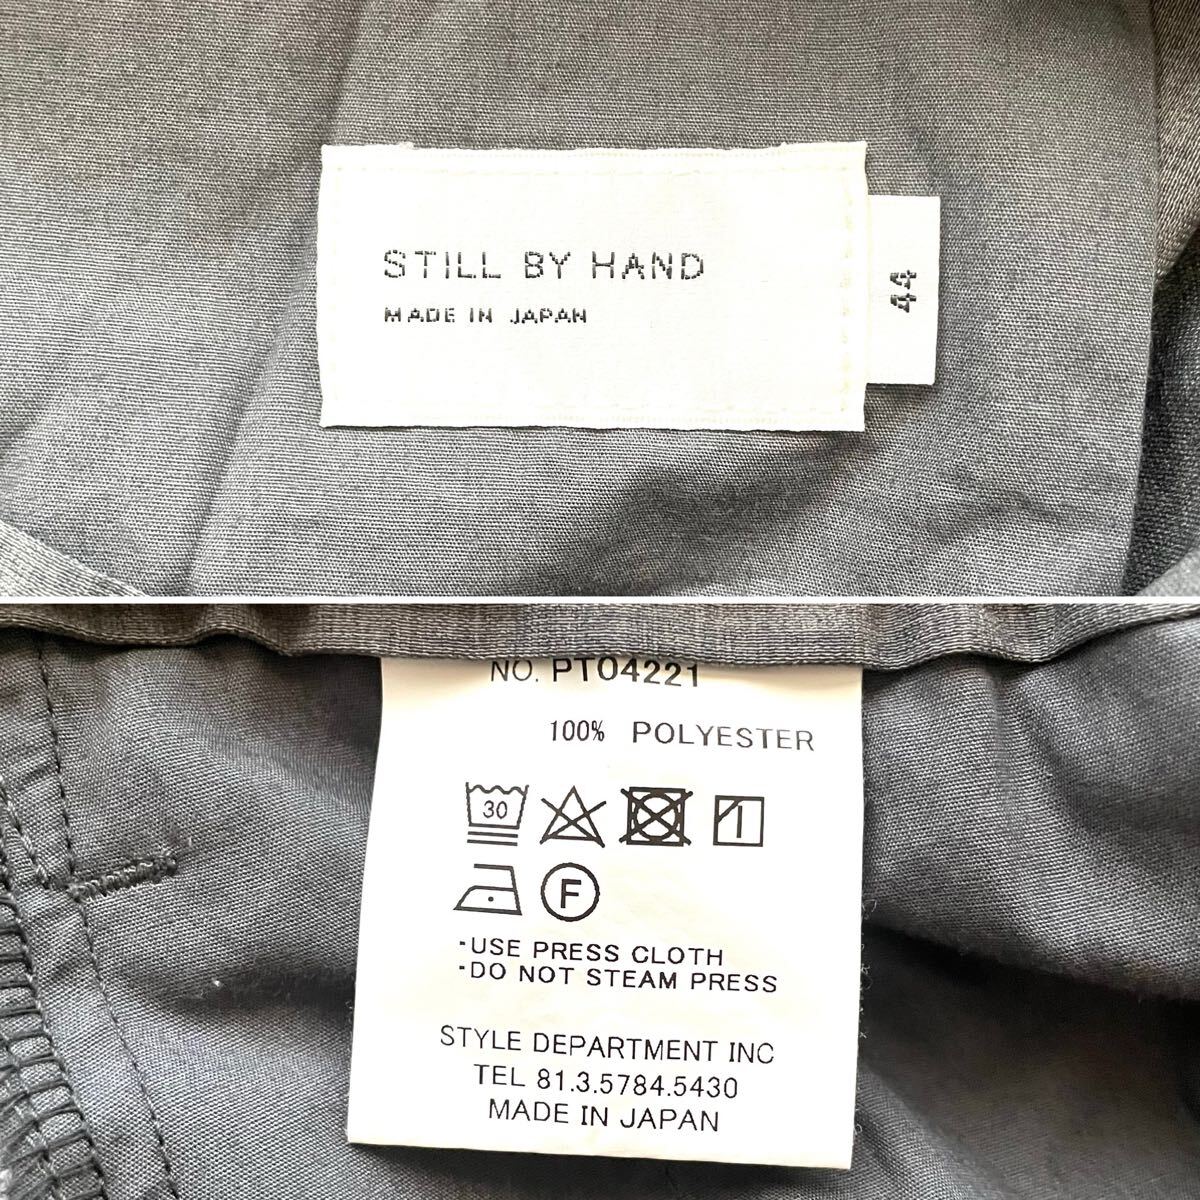 STILL BY HAND
MADE IN JAPAN
44
NO. PT04221
100% POLYESTER
30
F
・USE PRESS CLOTH
・DO NOT STEAM PRESS
STYLE DEPARTMENT INC
TEL 81.3.5784.5430
MADE IN JAPAN